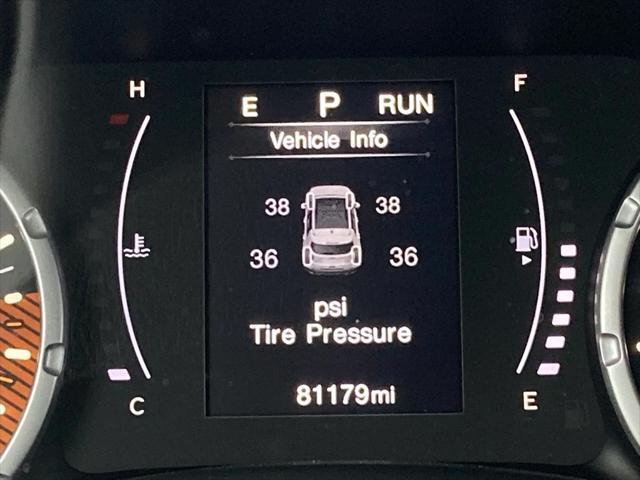 H F
E P RUN
Vehicle Info
38 38
36 36
psi
Tire Pressure
81179mi
C E